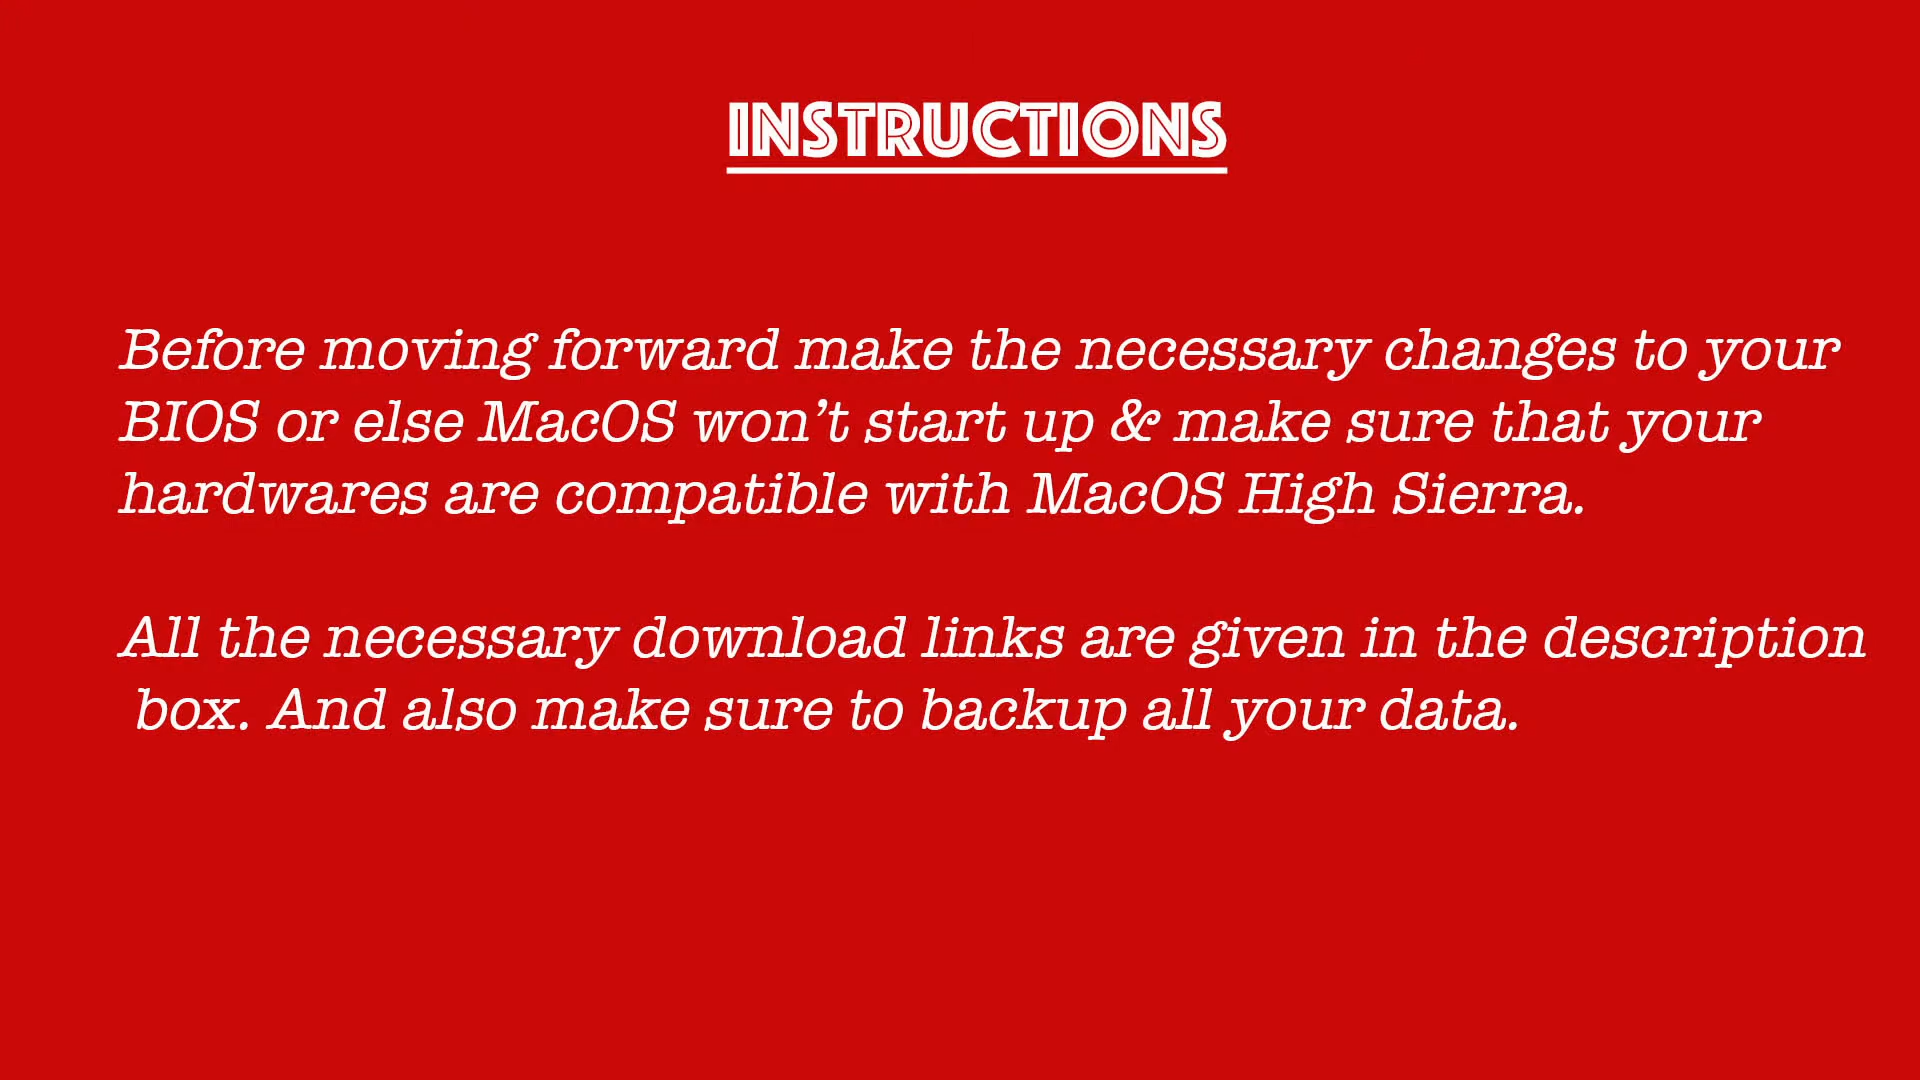 INSTRUCTIONS
Before moving forward make the necessary changes to your
BIOS or else MacOS won’t start up & make sure that your
hardwares are compatible with MacOS High Sierra.
All the necessary download links are given in the description
box. And also make sure to backup all your data.